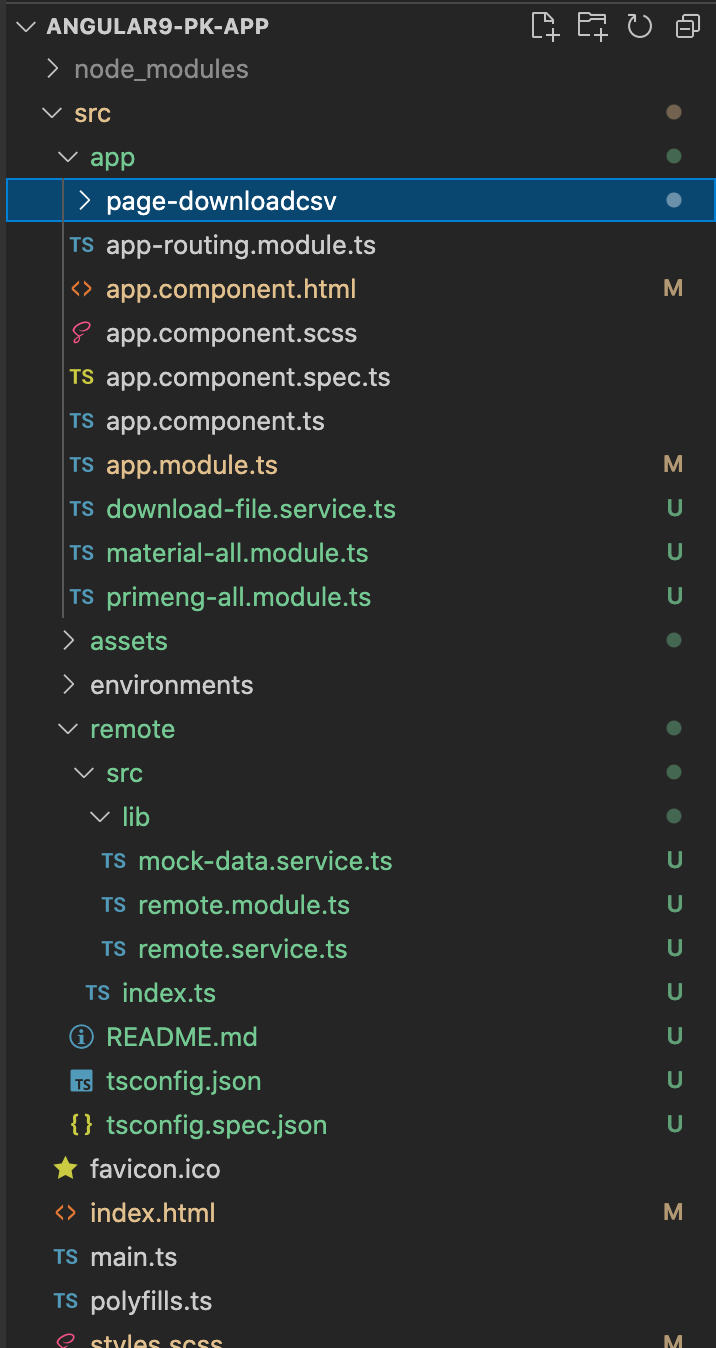 ANGULAR9-PK-APP
node_modules
src
app
page-downloadcsv
TS app-routing.module.ts
<> app.component.html M
app.component.scss
TS app.component.spec.ts
TS app.component.ts
TS app.module.ts M
TS download-file.service.ts U
TS material-all.module.ts U
TS primeng-all.module.ts U
assets
environments
remote
src
lib
TS mock-data.service.ts U
TS remote.module.ts U
TS remote.service.ts U
TS index.ts U
README.md U
TS tsconfig.json U
{} tsconfig.spec.json U
favicon.ico
<> index.html M
TS main.ts
TS polyfills.ts
styles.scss M